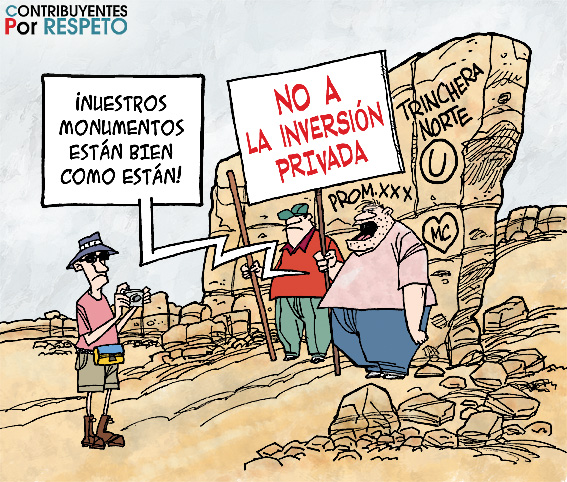 CONTRIBUYENTES
Por RESPETO
¡NUESTROS
MONUMENTOS
ESTÁN BIEN
COMO ESTÁN!
NO A
LA INVERSIÓN
PRIVADA
TRINCHERA
NORTE
U
PROM. XXX
MC